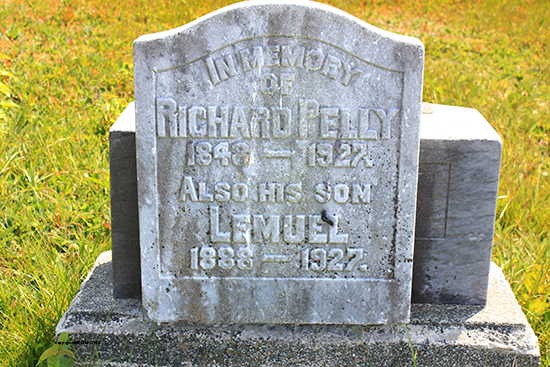 IN MEMORY
OF
RICHARD PELLY
1848 — 1927.
ALSO HIS SON
LEMUEL
1888 — 1927.